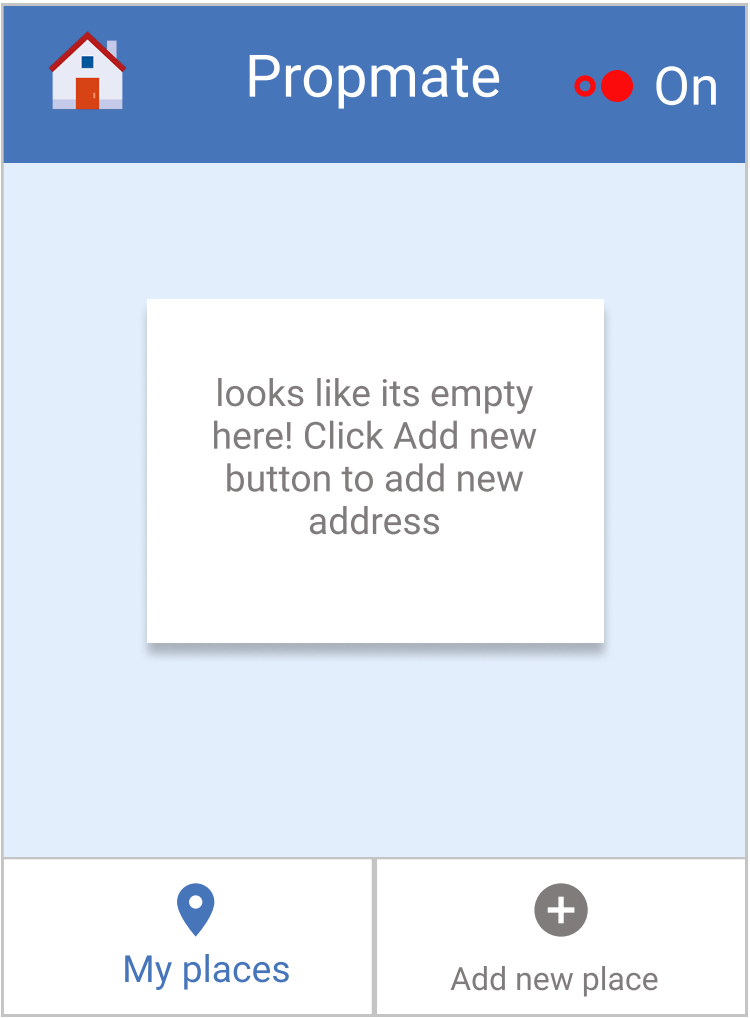 Propmate
On
looks like its empty
here! Click Add new
button to add new
address
My places
Add new place